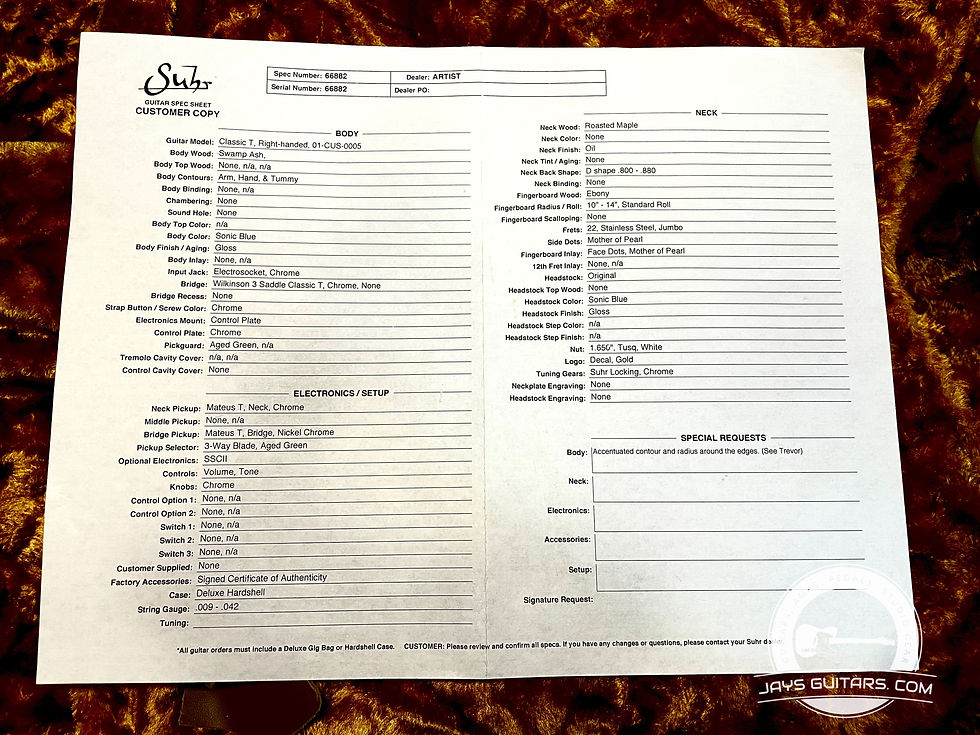 Suhr
GUITAR SPEC SHEET
CUSTOMER COPY
Spec Number: 66882 Dealer: ARTIST
Serial Number: 66882 Dealer PO:
BODY
Guitar Model: Classic T, Right-handed, 01-CUS-0005
Body Wood: Swamp Ash,
Body Top Wood: None, n/a, n/a
Body Contours: Arm, Hand, & Tummy
Body Binding: None, n/a
Chambering: None
Sound Hole: None
Body Top Color: n/a
Body Color: Sonic Blue
Body Finish / Aging: Gloss
Body Inlay: None, n/a
Input Jack: Electrosocket, Chrome
Bridge: Wilkinson 3 Saddle Classic T, Chrome, None
Bridge Recess: None
Strap Button / Screw Color: Chrome
Electronics Mount: Control Plate
Control Plate: Chrome
Pickguard: Aged Green, n/a
Tremolo Cavity Cover: n/a, n/a
Control Cavity Cover: None
ELECTRONICS / SETUP
Neck Pickup: Mateus T, Neck, Chrome
Middle Pickup: None, n/a
Bridge Pickup: Mateus T, Bridge, Nickel Chrome
Pickup Selector: 3-Way Blade, Aged Green
Optional Electronics: SSCII
Controls: Volume, Tone
Knobs: Chrome
Control Option 1: None, n/a
Control Option 2: None, n/a
Switch 1: None, n/a
Switch 2: None, n/a
Switch 3: None, n/a
Customer Supplied: None
Factory Accessories: Signed Certificate of Authenticity
Case: Deluxe Hardshell
String Gauge: .009 - .042
Tuning:
NECK
Neck Wood: Roasted Maple
Neck Color: None
Neck Finish: Oil
Neck Tint / Aging: None
Neck Back Shape: D shape .800 - .880
Neck Binding: None
Fingerboard Wood: Ebony
Fingerboard Radius / Roll: 10" - 14", Standard Roll
Fingerboard Scalloping: None
Frets: 22, Stainless Steel, Jumbo
Side Dots: Mother of Pearl
Fingerboard Inlay: Face Dots, Mother of Pearl
12th Fret Inlay: None, n/a
Headstock: Original
Headstock Top Wood: None
Headstock Color: Sonic Blue
Headstock Finish: Gloss
Headstock Step Color: n/a
Headstock Step Finish: n/a
Nut: 1.650", Tusq, White
Logo: Decal, Gold
Tuning Gears: Suhr Locking, Chrome
Neckplate Engraving: None
Headstock Engraving: None
SPECIAL REQUESTS
Body: Accentuated contour and radius around the edges. (See Trevor)
Neck:
Electronics:
Accessories:
Setup:
Signature Request:
*All guitar orders must include a Deluxe Gig Bag or Hardshell Case. CUSTOMER: Please review and confirm all specs. If you have any changes or questions, please contact your Suhr
JAYS GUITARS.COM